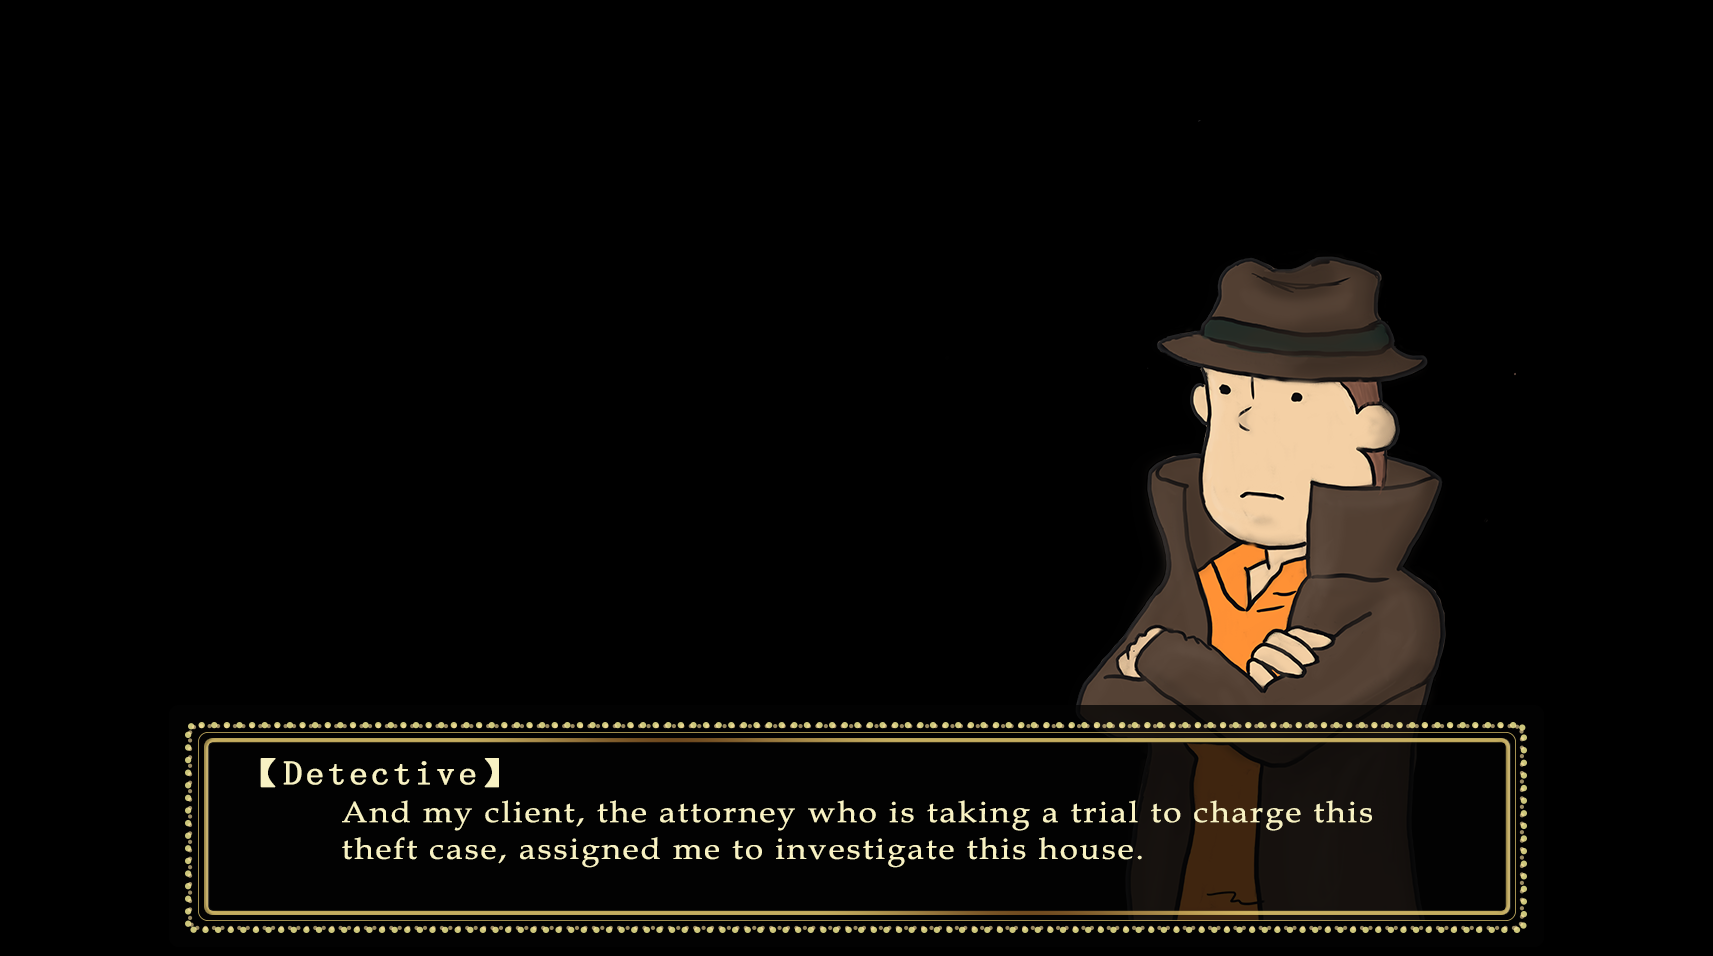 【Detective】
And my client, the attorney who is taking a trial to charge this
theft case, assigned me to investigate this house.